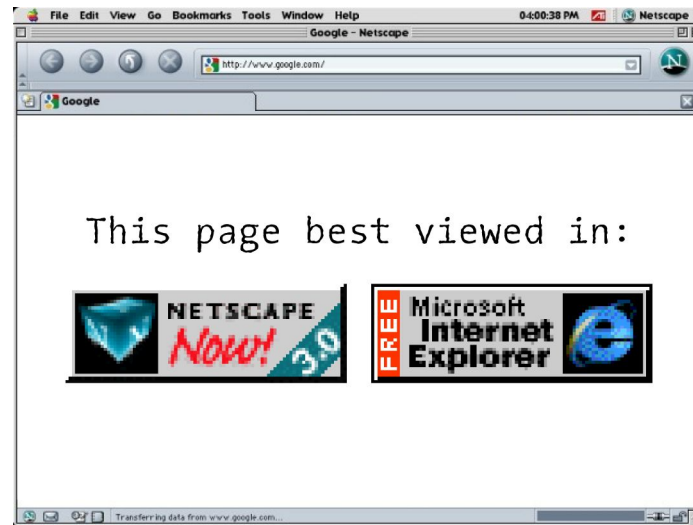 File Edit View Go Bookmarks Tools Window Help 04:00:38 PM Netscape
Google - Netscape
http://www.google.com/
Google
This page best viewed in:
NETSCAPE
Now! 3.0
FREE
Microsoft
Internet
Explorer
Transferring data from www.google.com...